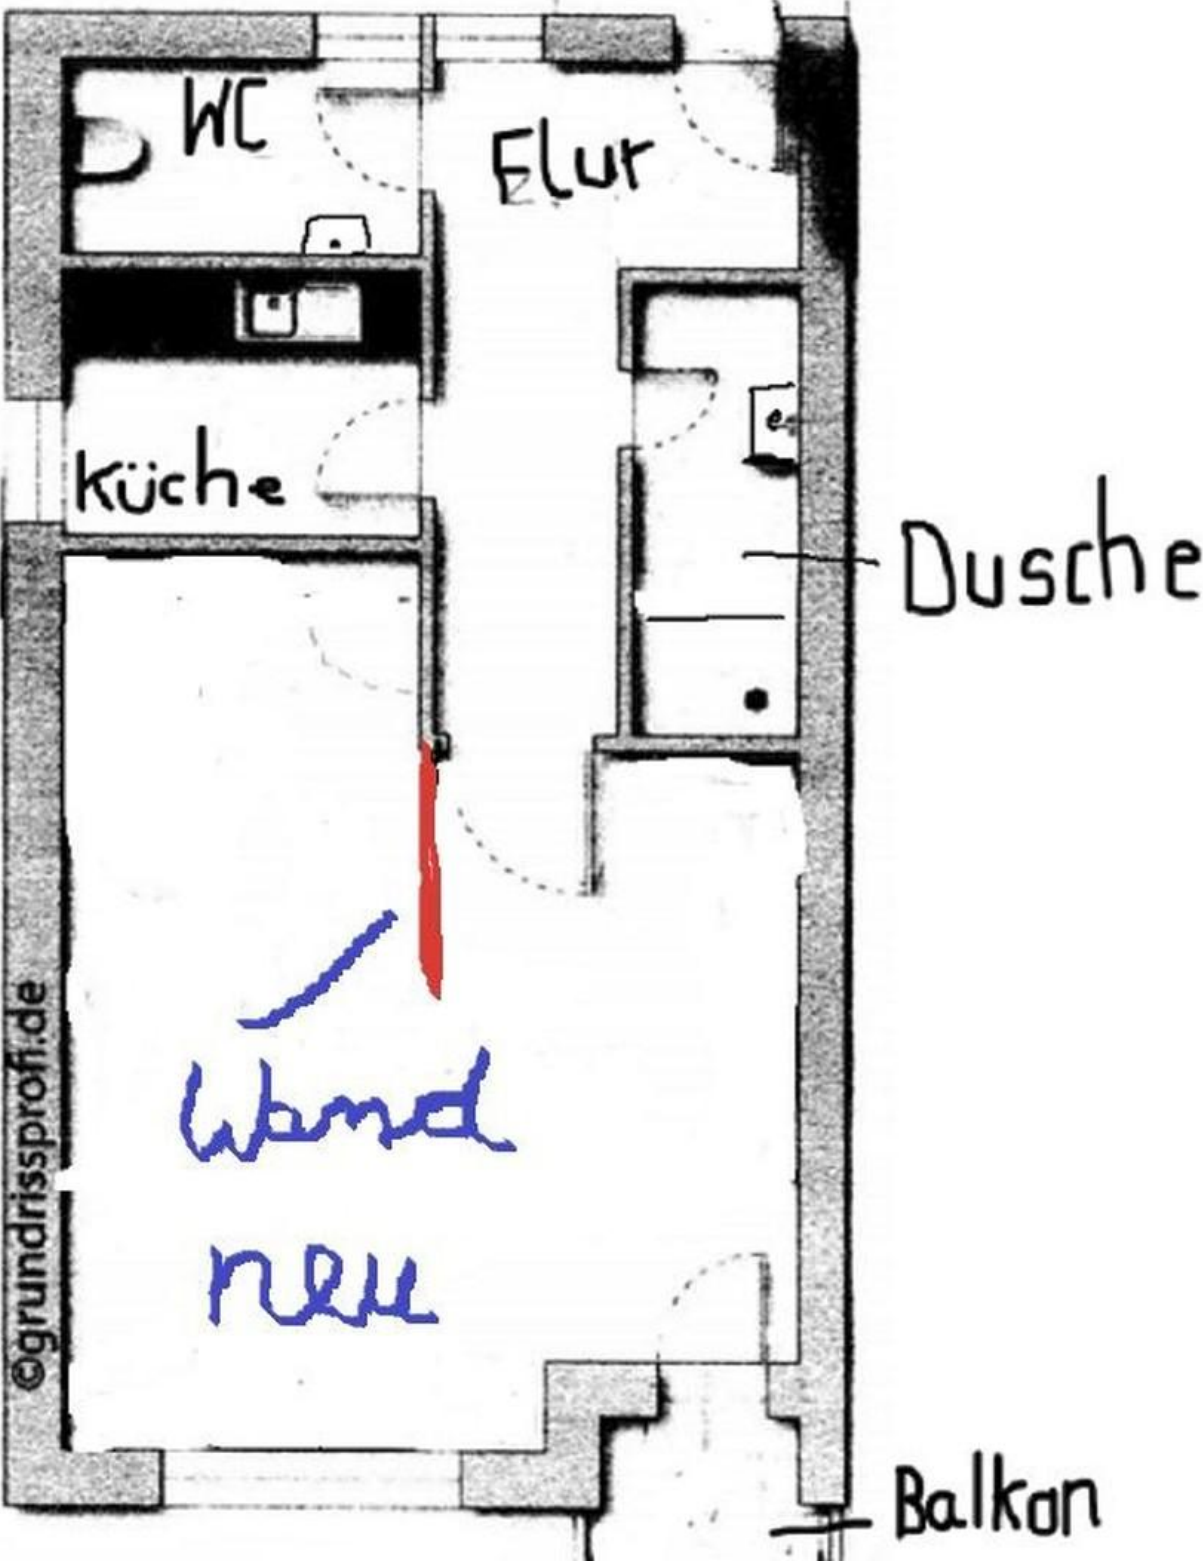 WC
Flur
Küche
Dusche
Wand
neu
Balkon
©grundrissprofi.de